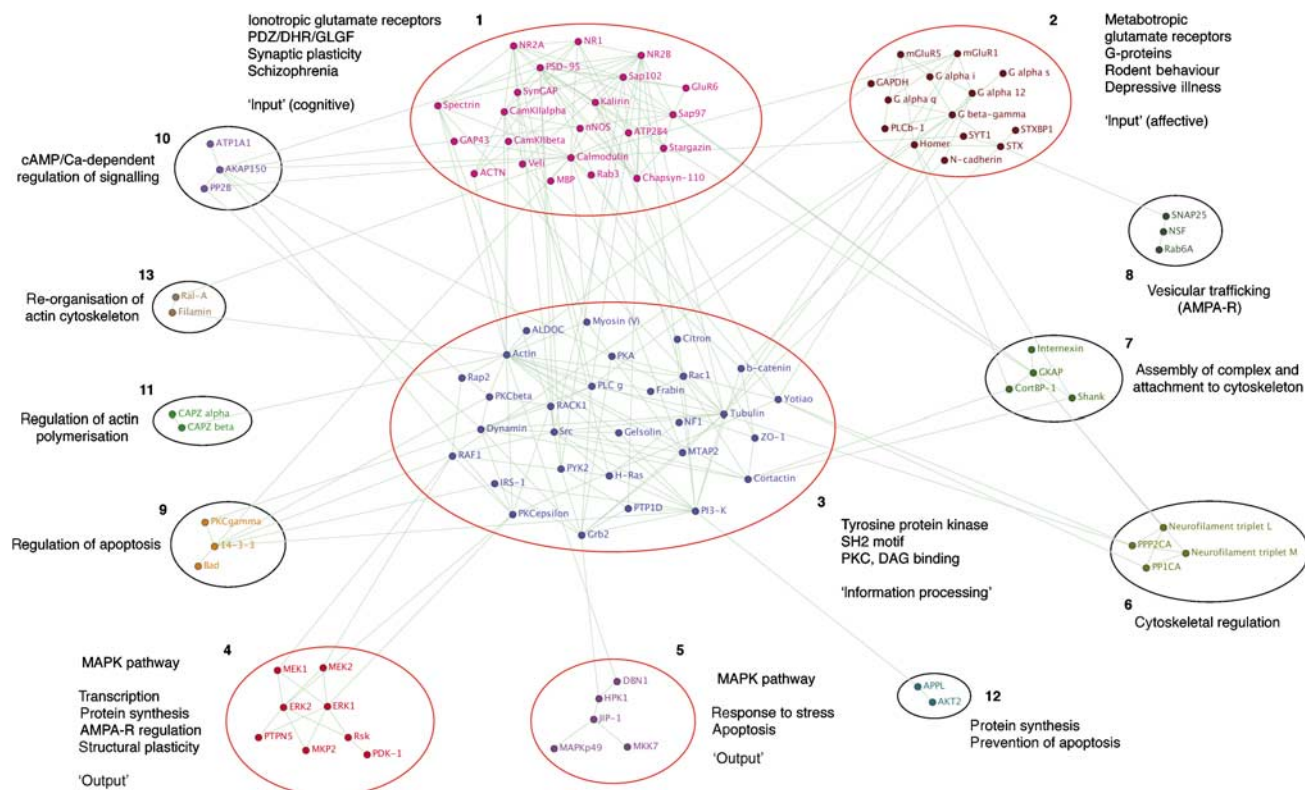 1
Ionotropic glutamate receptors
PDZ/DHR/GLGF
Synaptic plasticity
Schizophrenia
'Input' (cognitive)
NR2A
NR1
NR2B
PSD-95
Sap102
SynGAP
GluR6
Spectrin
Kalirin
CamKIIalpha
Sap97
nNOS
ATP2B4
GAP43
CamKIIbeta
Stargazin
Calmodulin
Veli
ACTN
MBP
Rab3
Chapsyn-110
2
Metabotropic
glutamate receptors
G-proteins
Rodent behaviour
Depressive illness
'Input' (affective)
mGluR5
mGluR1
GAPDH
G alpha i
G alpha s
G alpha q
G alpha 12
G beta-gamma
PLCb-1
SYT1
STXBP1
Homer
STX
N-cadherin
10
cAMP/Ca-dependent
regulation of signalling
ATP1A1
AKAP150
PP2B
SNAP25
NSF
Rab6A
8
Vesicular trafficking
(AMPA-R)
13
Re-organisation of
actin cytoskeleton
Ral-A
Filamin
11
Regulation of actin
polymerisation
CAPZ alpha
CAPZ beta
9
Regulation of apoptosis
PKCgamma
14-3-3
Bad
Myosin (V)
ALDOC
Citron
Actin
PKA
b-catenin
Rap2
Rac1
PLC g
Frabin
PKCbeta
Yotiao
RACK1
Tubulin
NF1
Dynamin
Src
Gelsolin
ZO-1
RAF1
MTAP2
PYK2
H-Ras
Cortactin
IRS-1
PTP1D
PI3-K
PKCepsilon
Grb2
3
Tyrosine protein kinase
SH2 motif
PKC, DAG binding
'Information processing'
7
Assembly of complex and
attachment to cytoskeleton
Internexin
GKAP
CortBP-1
Shank
Neurofilament triplet L
PPP2CA
Neurofilament triplet M
PP1CA
6
Cytoskeletal regulation
4
MAPK pathway
Transcription
Protein synthesis
AMPA-R regulation
Structural plasticity
'Output'
MEK1
MEK2
ERK2
ERK1
PTPN5
Rsk
MKP2
PDK-1
5
MAPK pathway
Response to stress
Apoptosis
'Output'
DBN1
HPK1
JIP-1
MAPKp49
MKK7
APPL
AKT2
12
Protein synthesis
Prevention of apoptosis